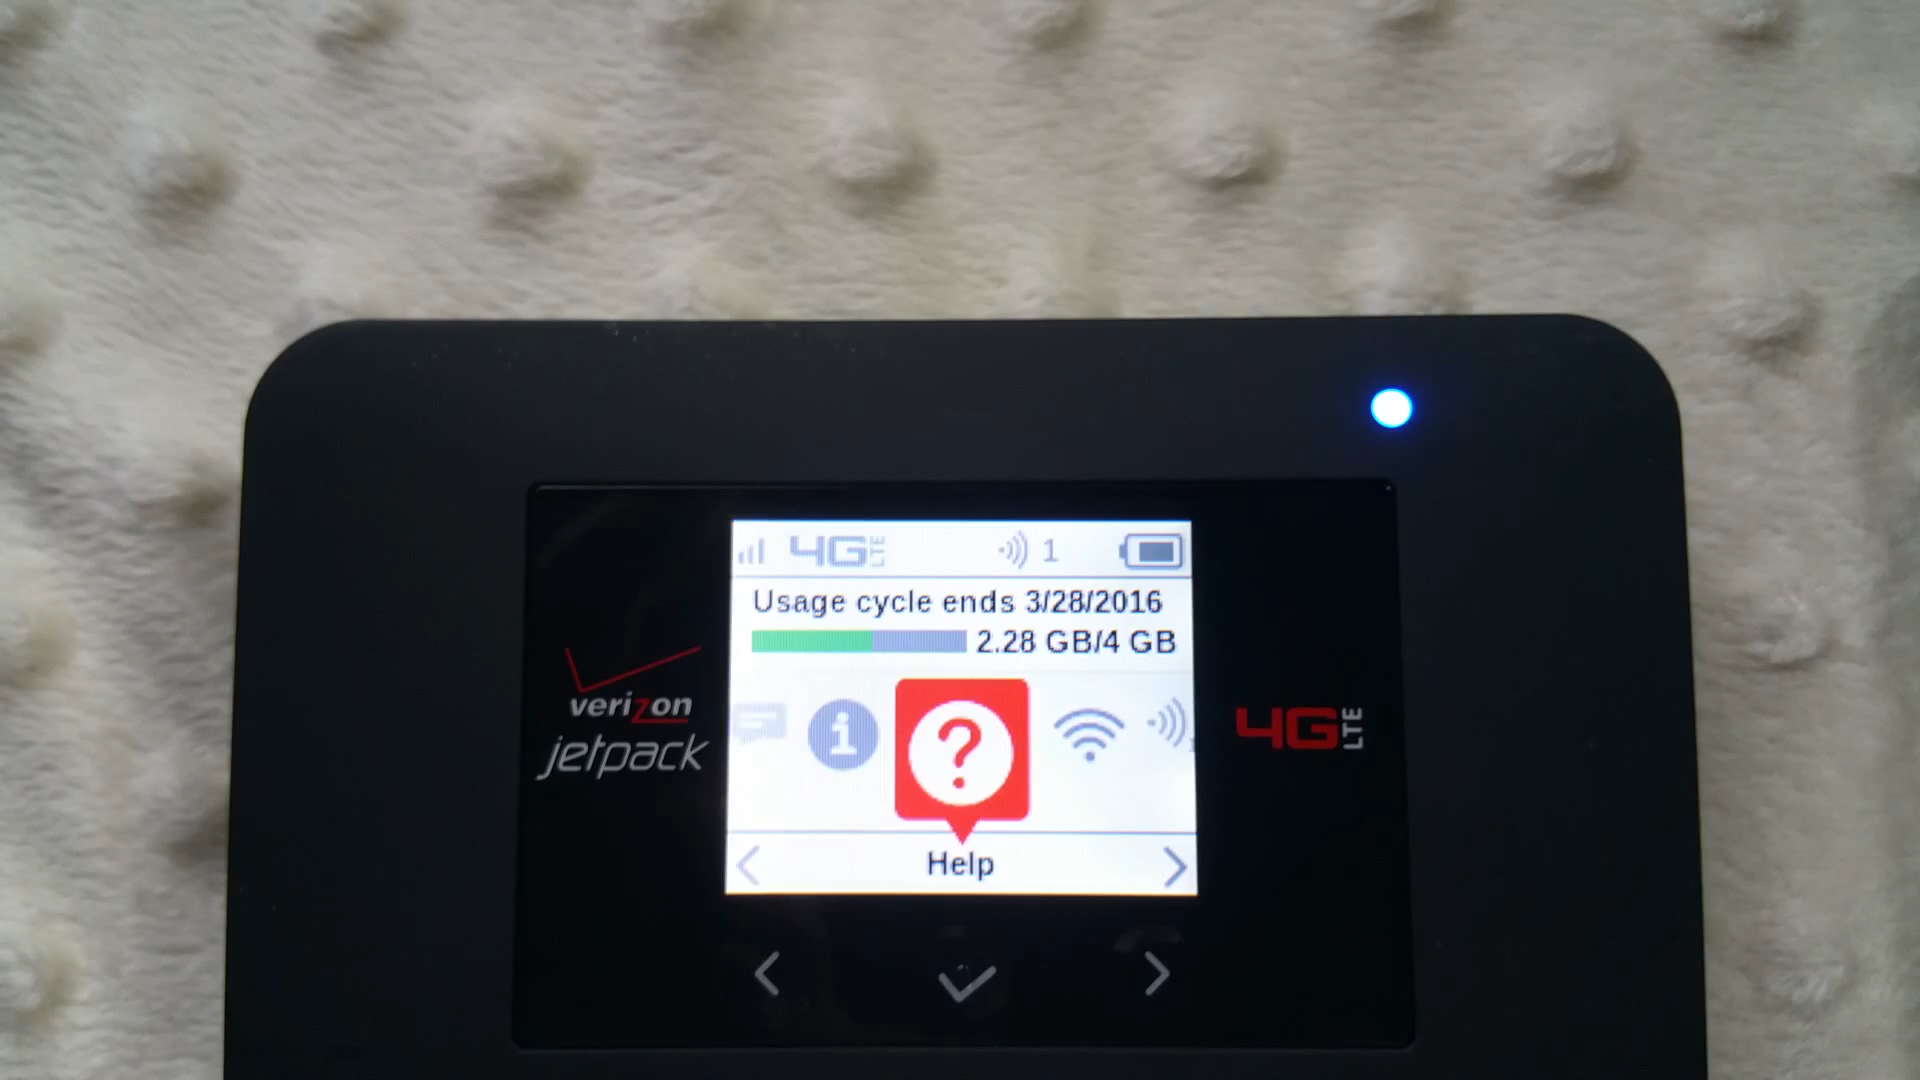 4G LTE 1
Usage cycle ends 3/28/2016
2.28 GB/4 GB
verizon
jetpack
4G LTE
i
?
Help